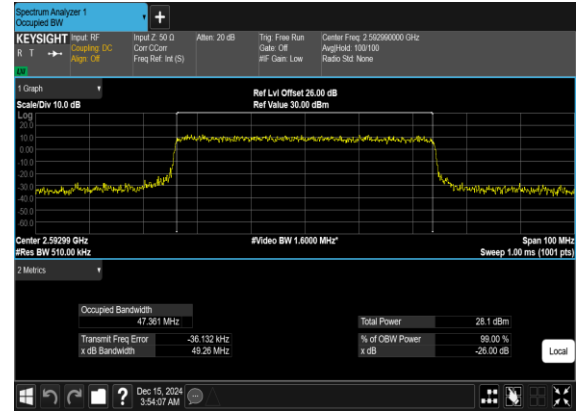 Spectrum Analyzer 1
Occupied BW
+
KEYSIGHT Input: RF Input Z: 50 Ω Atten: 20 dB Trig: Free Run Center Freq: 2.592990000 GHz
R T Coupling: DC Corr CCorr Gate: Off Avg|Hold: 100/100
Align: Off Freq Ref: Int (S) #IF Gain: Low Radio Std: None
LV
1 Graph
Ref Lvl Offset 26.00 dB
Scale/Div 10.0 dB Ref Value 30.00 dBm
Log
20.0
10.0
0.00
-10.0
-20.0
-30.0
-40.0
-50.0
-60.0
Center 2.59299 GHz #Video BW 1.6000 MHz* Span 100 MHz
#Res BW 510.00 kHz Sweep 1.00 ms (1001 pts)
2 Metrics
Occupied Bandwidth
47.361 MHz Total Power 28.1 dBm
Transmit Freq Error -36.132 kHz % of OBW Power 99.00 %
x dB Bandwidth 49.26 MHz x dB -26.00 dB
Local
? Dec 15, 2024
3:54:07 AM